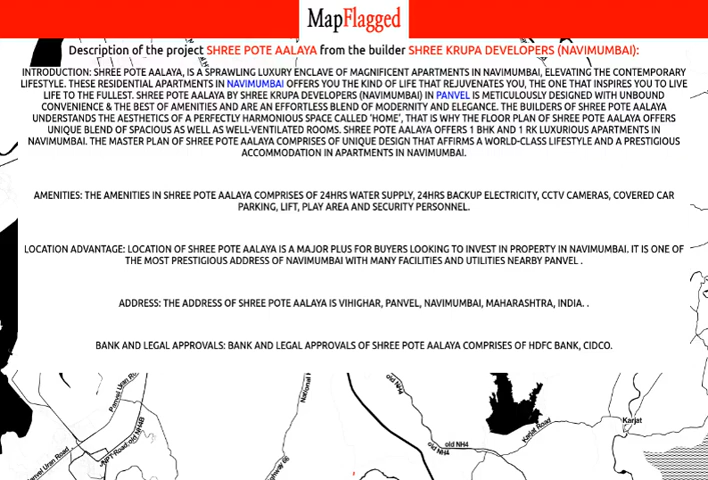 MapFlagged
Description of the project SHREE POTE AALAYA from the builder SHREE KRUPA DEVELOPERS (NAVIMUMBAI):
INTRODUCTION: SHREE POTE AALAYA, IS A SPRAWLING LUXURY ENCLAVE OF MAGNIFICENT APARTMENTS IN NAVIMUMBAI, ELEVATING THE CONTEMPORARY
LIFESTYLE. THESE RESIDENTIAL APARTMENTS IN NAVIMUMBAI OFFERS YOU THE KIND OF LIFE THAT REJUVENATES YOU, THE ONE THAT INSPIRES YOU TO LIVE
LIFE TO THE FULLEST. SHREE POTE AALAYA BY SHREE KRUPA DEVELOPERS (NAVIMUMBAI) IN PANVEL IS METICULOUSLY DESIGNED WITH UNBOUND
CONVENIENCE & THE BEST OF AMENITIES AND ARE AN EFFORTLESS BLEND OF MODERNITY AND ELEGANCE. THE BUILDERS OF SHREE POTE AALAYA
UNDERSTANDS THE AESTHETICS OF A PERFECTLY HARMONIOUS SPACE CALLED 'HOME', THAT IS WHY THE FLOOR PLAN OF SHREE POTE AALAYA OFFERS
UNIQUE BLEND OF SPACIOUS AS WELL AS WELL-VENTILATED ROOMS. SHREE POTE AALAYA OFFERS 1 BHK AND 1 RK LUXURIOUS APARTMENTS IN
NAVIMUMBAI. THE MASTER PLAN OF SHREE POTE AALAYA COMPRISES OF UNIQUE DESIGN THAT AFFIRMS A WORLD-CLASS LIFESTYLE AND A PRESTIGIOUS
ACCOMMODATION IN APARTMENTS IN NAVIMUMBAI.
AMENITIES: THE AMENITIES IN SHREE POTE AALAYA COMPRISES OF 24HRS WATER SUPPLY, 24HRS BACKUP ELECTRICITY, CCTV CAMERAS, COVERED CAR
PARKING, LIFT, PLAY AREA AND SECURITY PERSONNEL.
LOCATION ADVANTAGE: LOCATION OF SHREE POTE AALAYA IS A MAJOR PLUS FOR BUYERS LOOKING TO INVEST IN PROPERTY IN NAVIMUMBAI. IT IS ONE OF
THE MOST PRESTIGIOUS ADDRESS OF NAVIMUMBAI WITH MANY FACILITIES AND UTILITIES NEARBY PANVEL .
ADDRESS: THE ADDRESS OF SHREE POTE AALAYA IS VIHIGHAR, PANVEL, NAVIMUMBAI, MAHARASHTRA, INDIA. .
BANK AND LEGAL APPROVALS: BANK AND LEGAL APPROVALS OF SHREE POTE AALAYA COMPRISES OF HDFC BANK, CIDCO.
Panvel Uran
National
old NH4
Karjat Road
Karjat
old NH4
old NH4
Uran Road
old NH4B